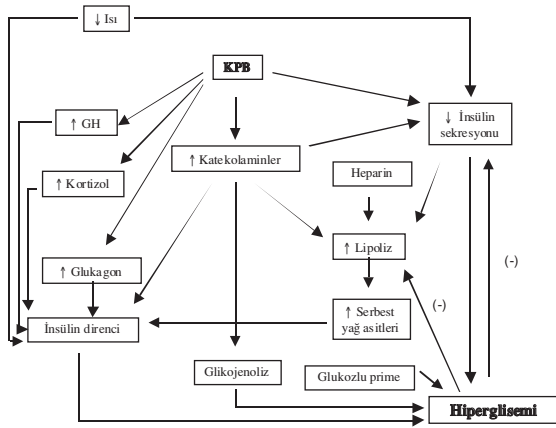 ↓ Isı
KPB
↑ GH
↓ İnsülin
sekresyonu
↑ Katekolaminler
Heparin
↑ Kortizol
↑ Lipoliz
(-)
↑ Glukagon
(-)
↑ Serbest
yağ asitleri
İnsülin direnci
Glikojenoliz
Glukozlu prime
Hiperglisemi